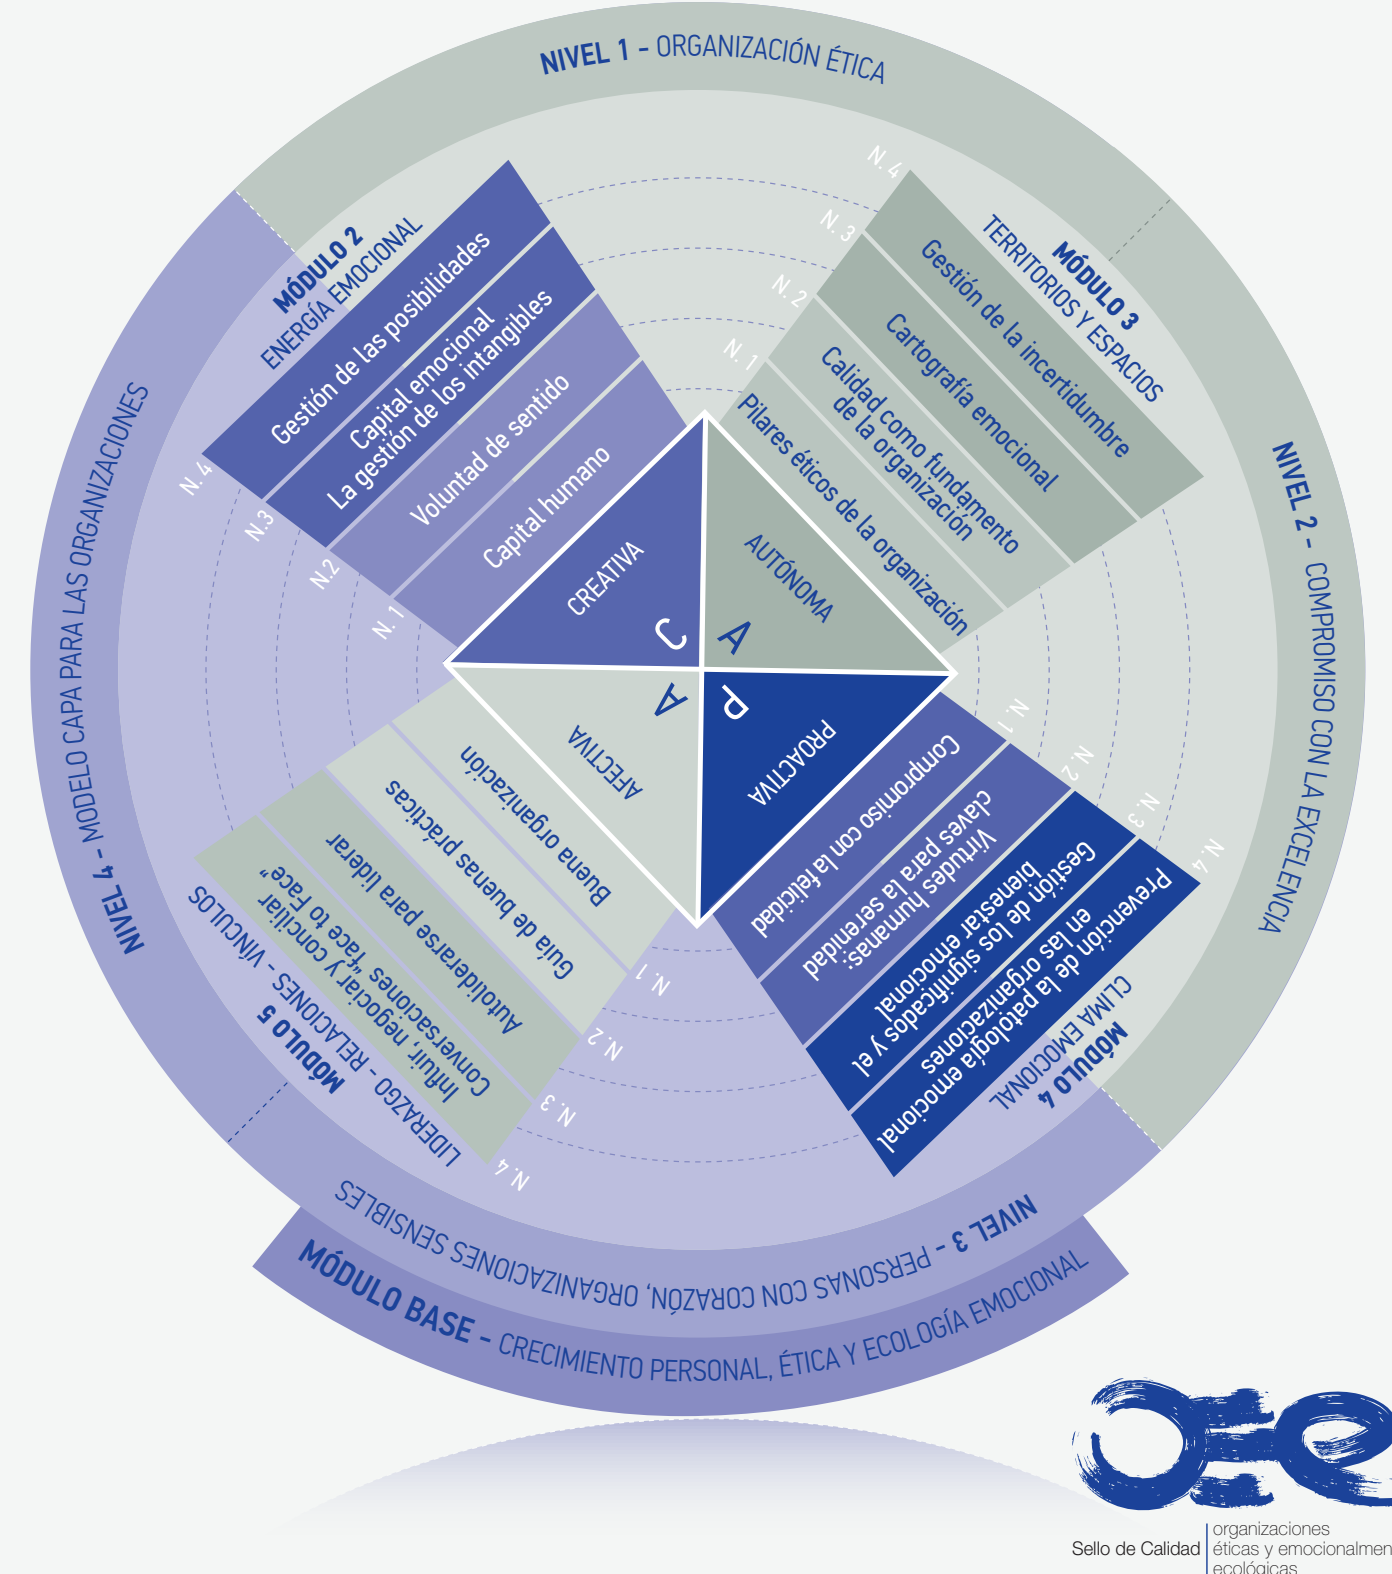 NIVEL 1 - ORGANIZACIÓN ÉTICA
NIVEL 2 - COMPROMISO CON LA EXCELENCIA
NIVEL 3 - PERSONAS CON CORAZÓN, ORGANIZACIONES SENSIBLES
NIVEL 4 - MODELO CAPA PARA LAS ORGANIZACIONES
MÓDULO BASE - CRECIMIENTO PERSONAL, ÉTICA Y ECOLOGÍA EMOCIONAL
MÓDULO 2
ENERGÍA EMOCIONAL
Gestión de las posibilidades
Capital emocional
La gestión de los intangibles
Voluntad de sentido
Capital humano
N. 4
N.3
N.2
N. 1
CREATIVA
C
MÓDULO 3
TERRITORIOS Y ESPACIOS
Gestión de la incertidumbre
Cartografía emocional
Calidad como fundamento
de la organización
Pilares éticos de la organización
N. 4
N. 3
N. 2
N. 1
AUTÓNOMA
A
PROACTIVA
P
Compromiso con la felicidad
Virtudes humanas:
claves para la serenidad
Gestión de los significados y el
bienestar emocional
Prevención de la patología emocional
en las organizaciones
N. 1
N. 2
N. 3
N. 4
CLIMA EMOCIONAL
MÓDULO 4
AFECTIVA
A
Buena organización
Guía de buenas prácticas
Autoliderarse para liderar
Influir, negociar y conciliar
Conversaciones "face to Face"
N. 1
N. 2
N. 3
N. 4
LIDERAZGO - RELACIONES - VÍNCULOS
MÓDULO 5
Sello de Calidad
organizaciones
éticas y emocionalmen
ecológicas